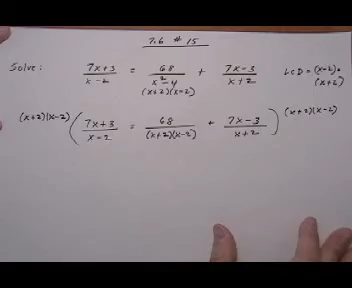 7.6 # 15
Solve: (7x+3)/(x-2) = 68/(x²-4) + (7x-3)/(x+2) LCD = (x-2)·
(x+2)(x-2) (x+2)
(x+2)(x-2) ( (7x+3)/(x-2) = 68/((x+2)(x-2)) + (7x-3)/(x+2) ) (x+2)(x-2)